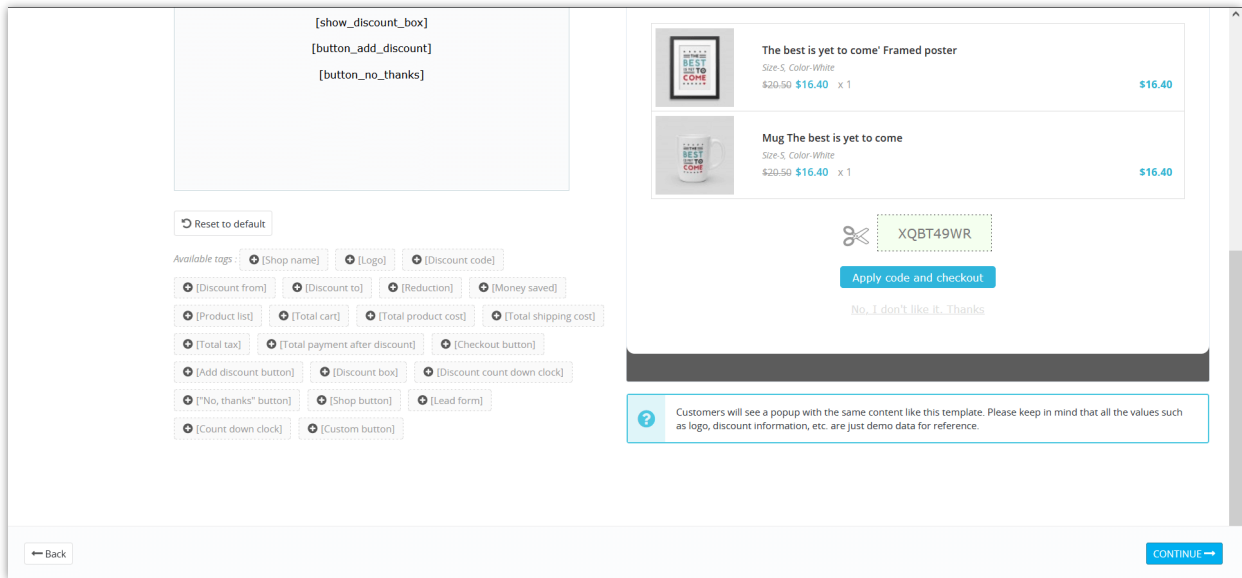 [show_discount_box]
[button_add_discount]
[button_no_thanks]
Reset to default
Available tags : [Shop name] [Logo] [Discount code]
[Discount from] [Discount to] [Reduction] [Money saved]
[Product list] [Total cart] [Total product cost] [Total shipping cost]
[Total tax] [Total payment after discount] [Checkout button]
[Add discount button] [Discount box] [Discount count down clock]
["No, thanks" button] [Shop button] [Lead form]
[Count down clock] [Custom button]
BEST
TO
COME
The best is yet to come' Framed poster
Size-S, Color-White
$20.50 $16.40 x 1 $16.40
BEST
TO
COME
Mug The best is yet to come
Size-S, Color-White
$20.50 $16.40 x 1 $16.40
XQBT49WR
Apply code and checkout
No, I don't like it, Thanks
Customers will see a popup with the same content like this template. Please keep in mind that all the values such
as logo, discount information, etc. are just demo data for reference.
Back
CONTINUE